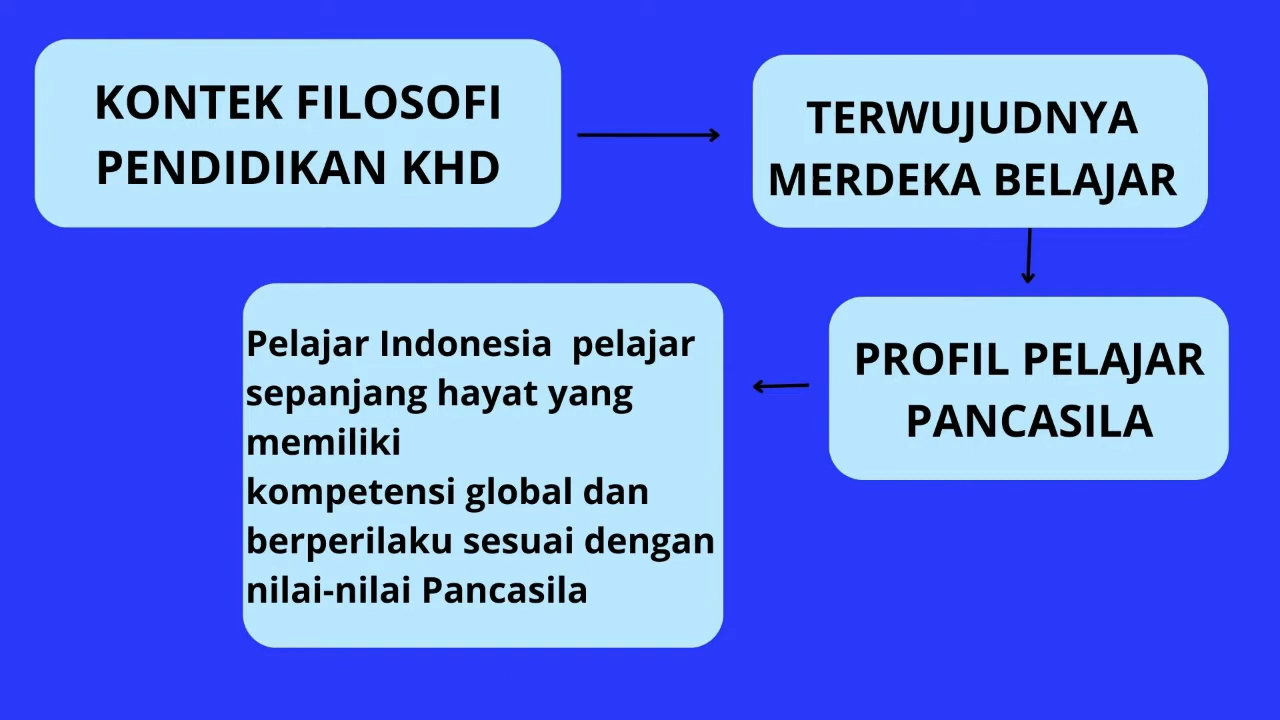 KONTEK FILOSOFI
PENDIDIKAN KHD
TERWUJUDNYA
MERDEKA BELAJAR
PROFIL PELAJAR
PANCASILA
Pelajar Indonesia  pelajar
sepanjang hayat yang
memiliki
kompetensi global dan
berperilaku sesuai dengan
nilai-nilai Pancasila